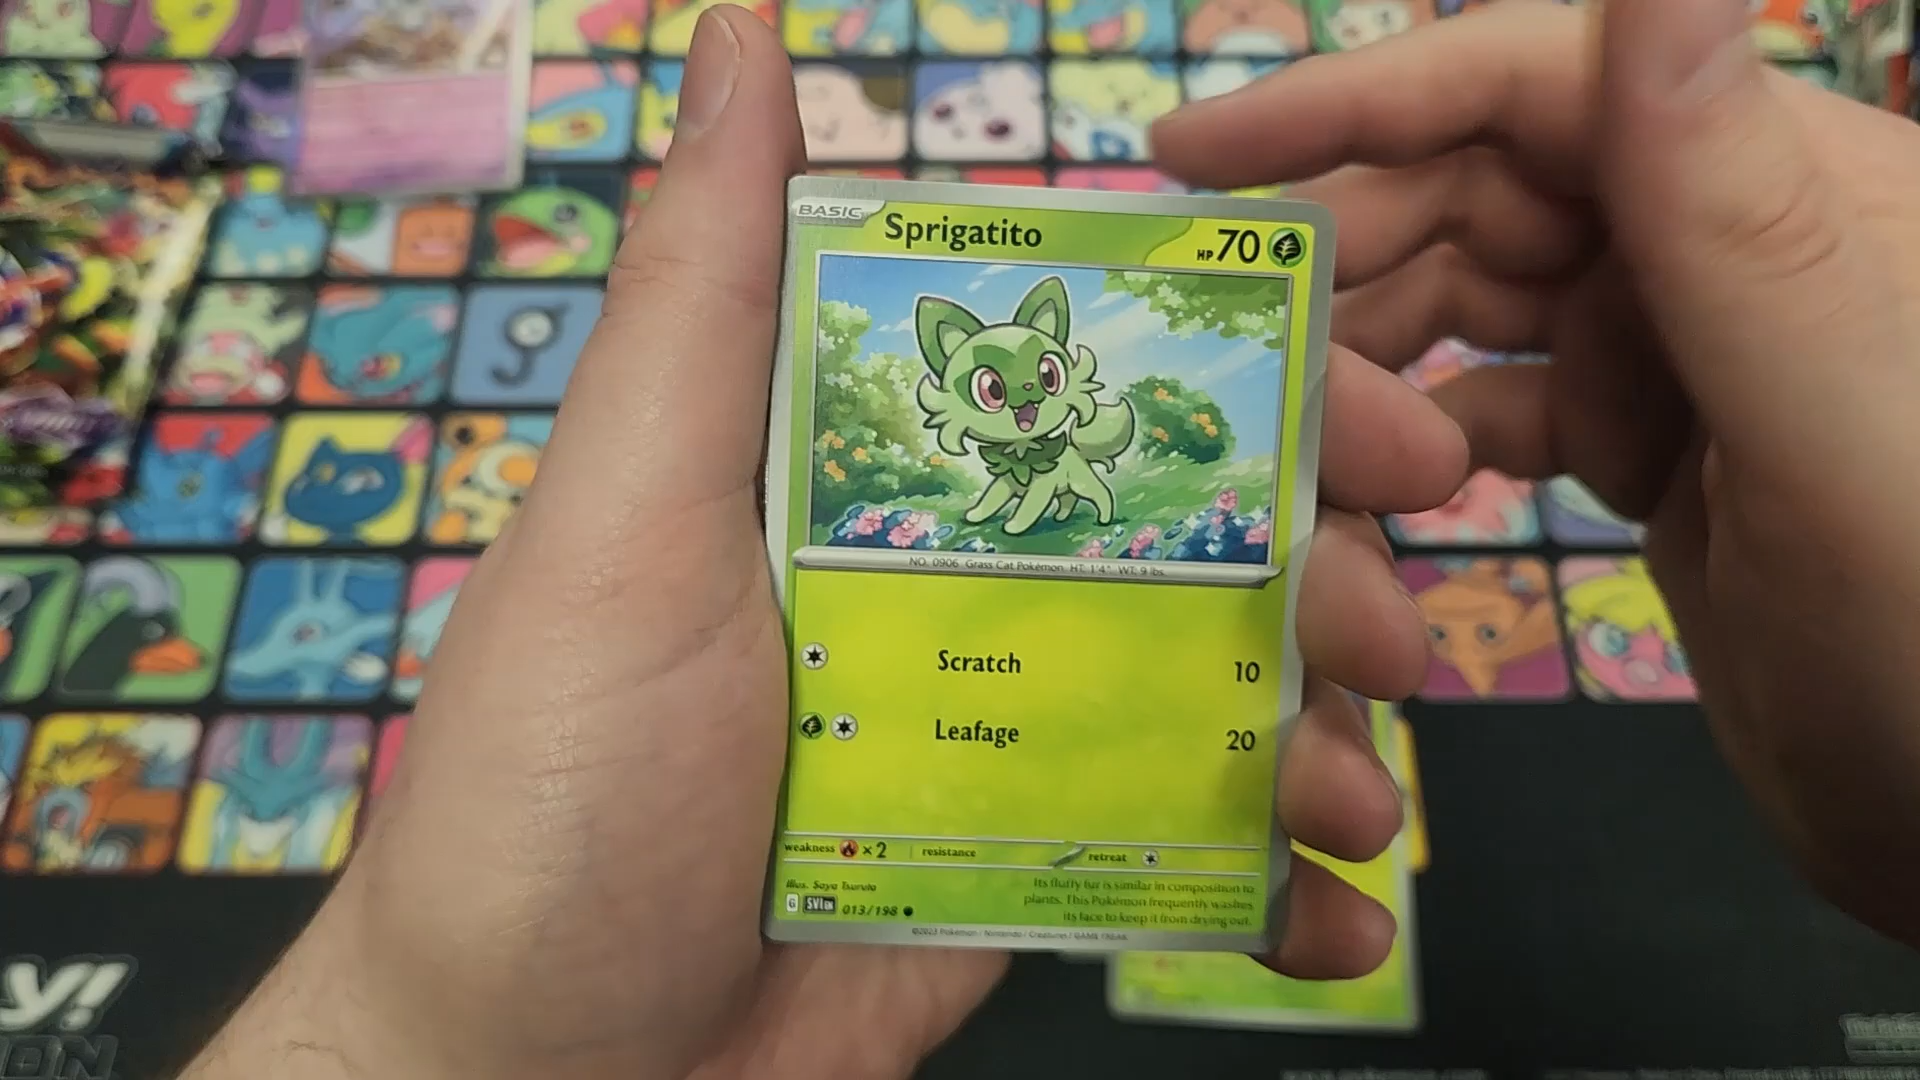 BASIC Sprigatito HP 70
NO. 0906 Grass Cat Pokémon HT: 1'4" WT: 9 lbs.
Scratch 10
Leafage 20
weakness ×2 resistance retreat
Its fluffy fur is similar in composition to
plants. This Pokémon frequently washes
its face to keep it from drying out.
Illus. Saya Tsuruta
G SVI EN 013/198
©2023 Pokémon / Nintendo / Creatures / GAME FREAK
Y!
ON